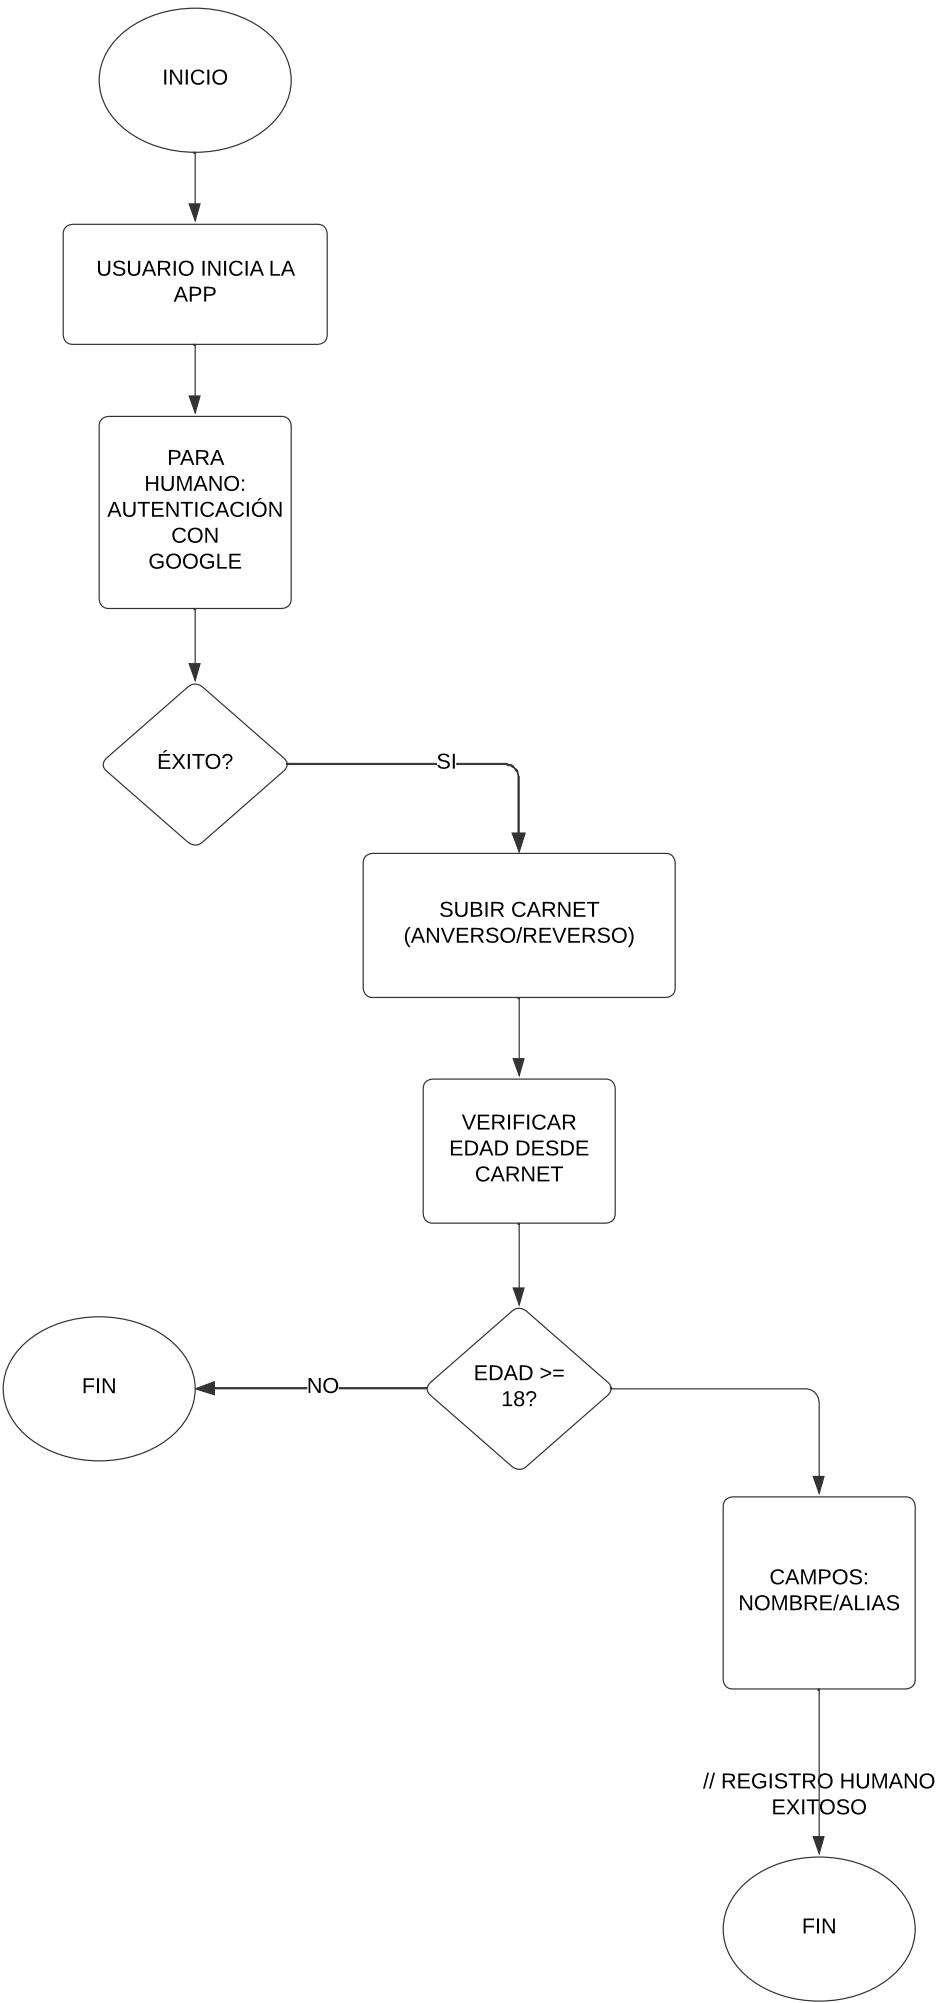 INICIO
USUARIO INICIA LA
APP
PARA
HUMANO:
AUTENTICACIÓN
CON
GOOGLE
ÉXITO?
SI
SUBIR CARNET
(ANVERSO/REVERSO)
VERIFICAR
EDAD DESDE
CARNET
EDAD >=
18?
NO
FIN
CAMPOS:
NOMBRE/ALIAS
// REGISTRO HUMANO
EXITOSO
FIN